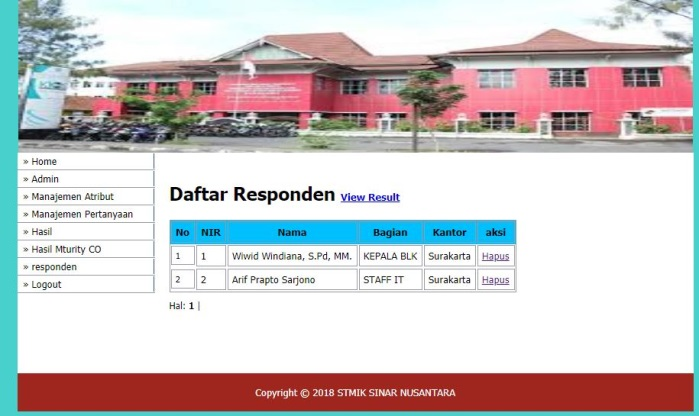 » Home
» Admin
» Manajemen Atribut
» Manajemen Pertanyaan
» Hasil
» Hasil Mturity CO
» responden
» Logout
Daftar Responden View Result
No NIR Nama Bagian Kantor aksi
1 1 Wiwid Windiana, S.Pd, MM. KEPALA BLK Surakarta Hapus
2 2 Arif Prapto Sarjono STAFF IT Surakarta Hapus
Hal: 1 |
Copyright © 2018 STMIK SINAR NUSANTARA